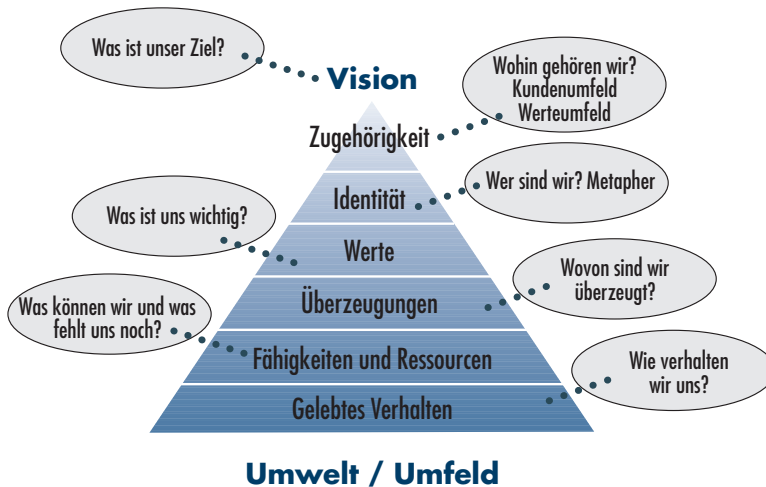 Was ist unser Ziel?
Vision
Wohin gehören wir?
Kundenumfeld
Werteumfeld
Zugehörigkeit
Identität
Wer sind wir? Metapher
Was ist uns wichtig?
Werte
Überzeugungen
Wovon sind wir
überzeugt?
Was können wir und was
fehlt uns noch?
Fähigkeiten und Ressourcen
Wie verhalten
wir uns?
Gelebtes Verhalten
Umwelt / Umfeld